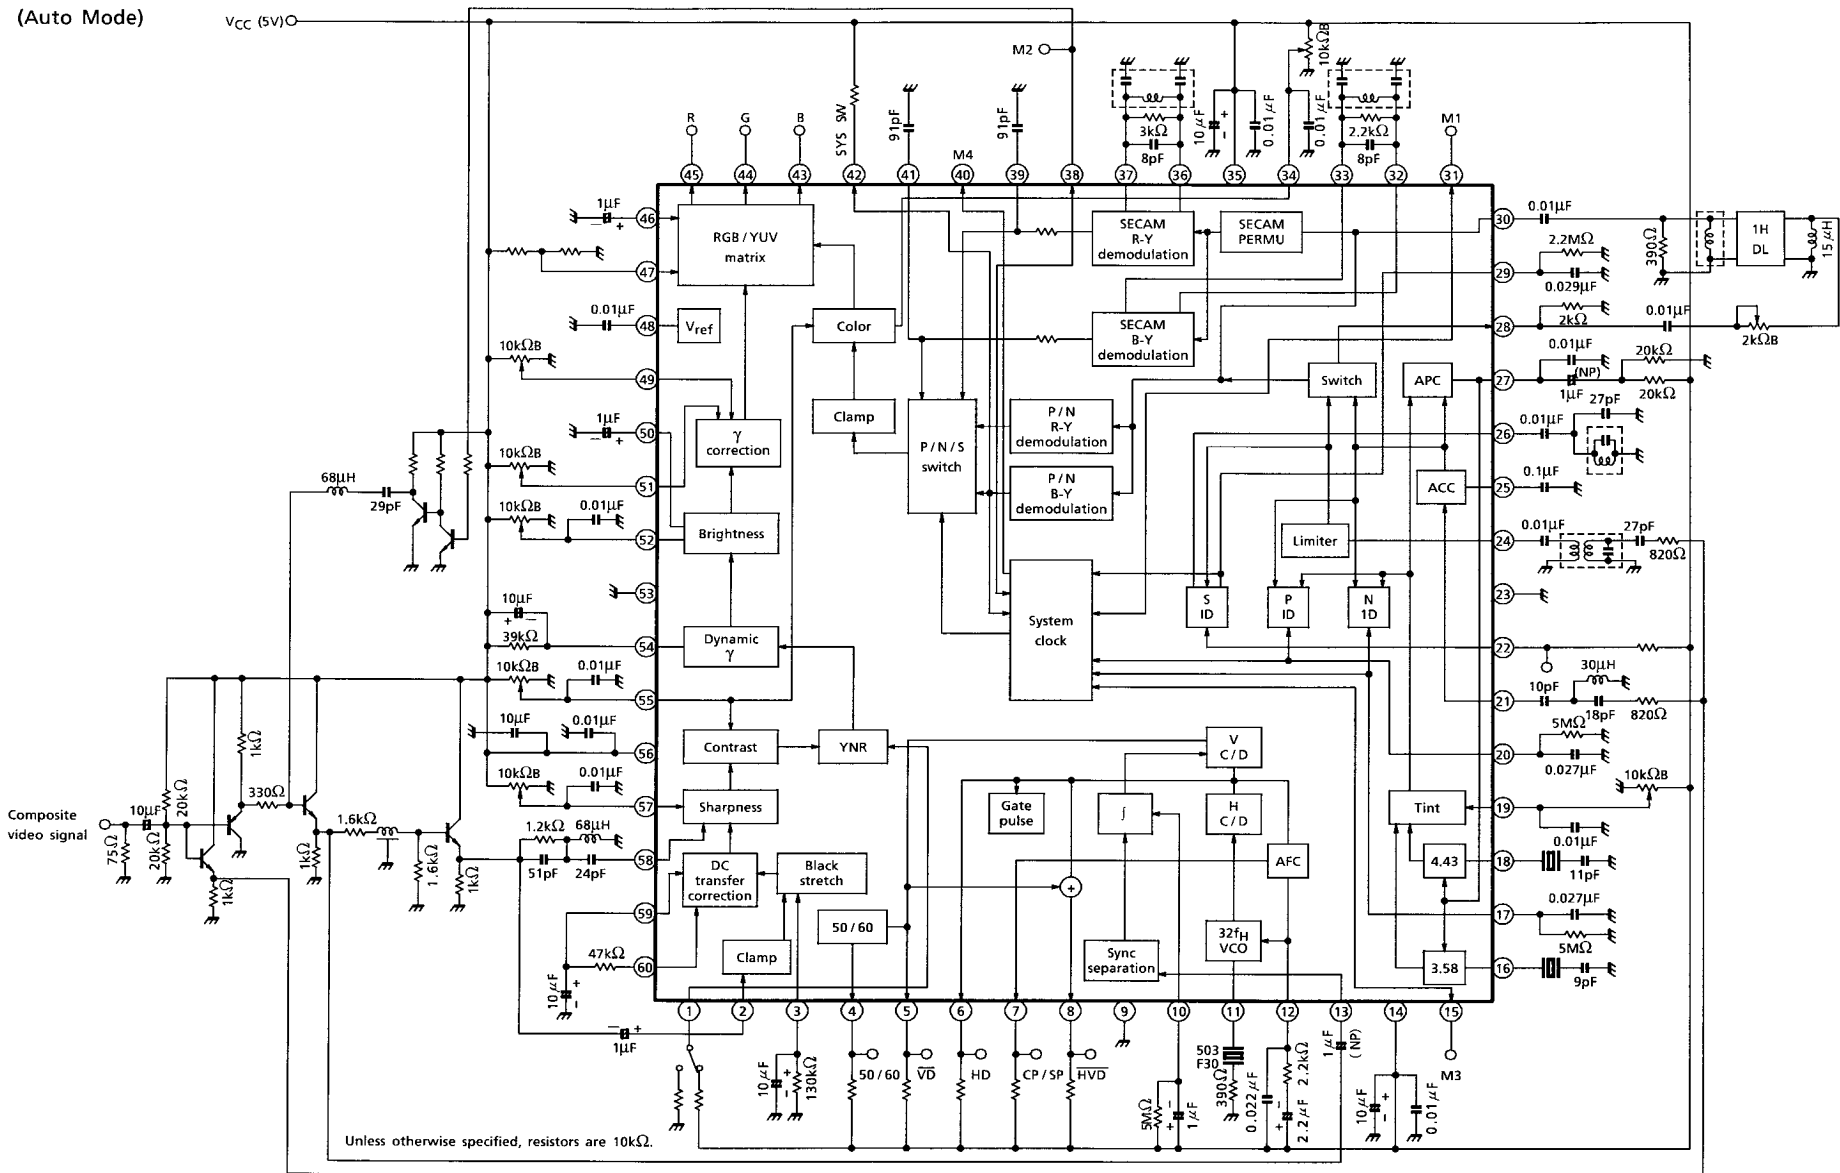 (Auto Mode)
VCC (5V)
M2
10kΩB
R
G
B
SYS SW
91pF
M4
91pF
3kΩ
8pF
10μF
+
-
0.01μF
0.01μF
2.2kΩ
8pF
M1
45
44
43
42
41
40
39
38
37
36
35
34
33
32
31
1μF
-
+
46
RGB / YUV
matrix
SECAM
R-Y
demodulation
SECAM
PERMU
30
0.01μF
390Ω
1H
DL
15μH
47
2.2MΩ
29
0.029μF
0.01μF
48
Vref
Color
SECAM
B-Y
demodulation
28
2kΩ
0.01μF
2kΩB
10kΩB
49
Clamp
P / N / S
switch
P / N
R-Y
demodulation
Switch
APC
27
0.01μF
(NP)
1μF
20kΩ
20kΩ
1μF
-
+
50
γ
correction
26
0.01μF
27pF
68μH
29pF
10kΩB
51
P / N
B-Y
demodulation
ACC
25
0.1μF
10kΩB
0.01μF
52
Brightness
Limiter
24
0.01μF
27pF
820Ω
53
System
clock
S
ID
P
ID
N
1D
23
10μF
+
-
39kΩ
54
Dynamic
γ
22
10kΩB
0.01μF
55
21
10pF
30μH
18pF
820Ω
10μF
0.01μF
56
Contrast
YNR
V
C / D
20
5MΩ
0.027μF
1kΩ
330Ω
10kΩB
0.01μF
57
Sharpness
Gate
pulse
∫
H
C / D
Tint
19
10kΩB
0.01μF
Composite
video signal
10μF
75Ω
20kΩ
20kΩ
1kΩ
1kΩ
1.6kΩ
1.6kΩ
1kΩ
1.2kΩ
68μH
51pF
24pF
58
DC
transfer
correction
Black
stretch
AFC
+
4.43
18
11pF
59
50 / 60
32fH
VCO
17
0.027μF
5MΩ
47kΩ
60
10μF
+
-
Clamp
Sync
separation
3.58
16
9pF
1
2
3
4
5
6
7
8
9
10
11
12
13
14
15
-
+
1μF
10μF
+
-
130kΩ
50 / 60
VD
HD
CP / SP
HVD
5MΩ
-
+
1μF
503
F30
390Ω
0.022μF
2.2kΩ
-
+
2.2μF
1μF
(NP)
10μF
+
-
0.01μF
M3
Unless otherwise specified, resistors are 10kΩ.